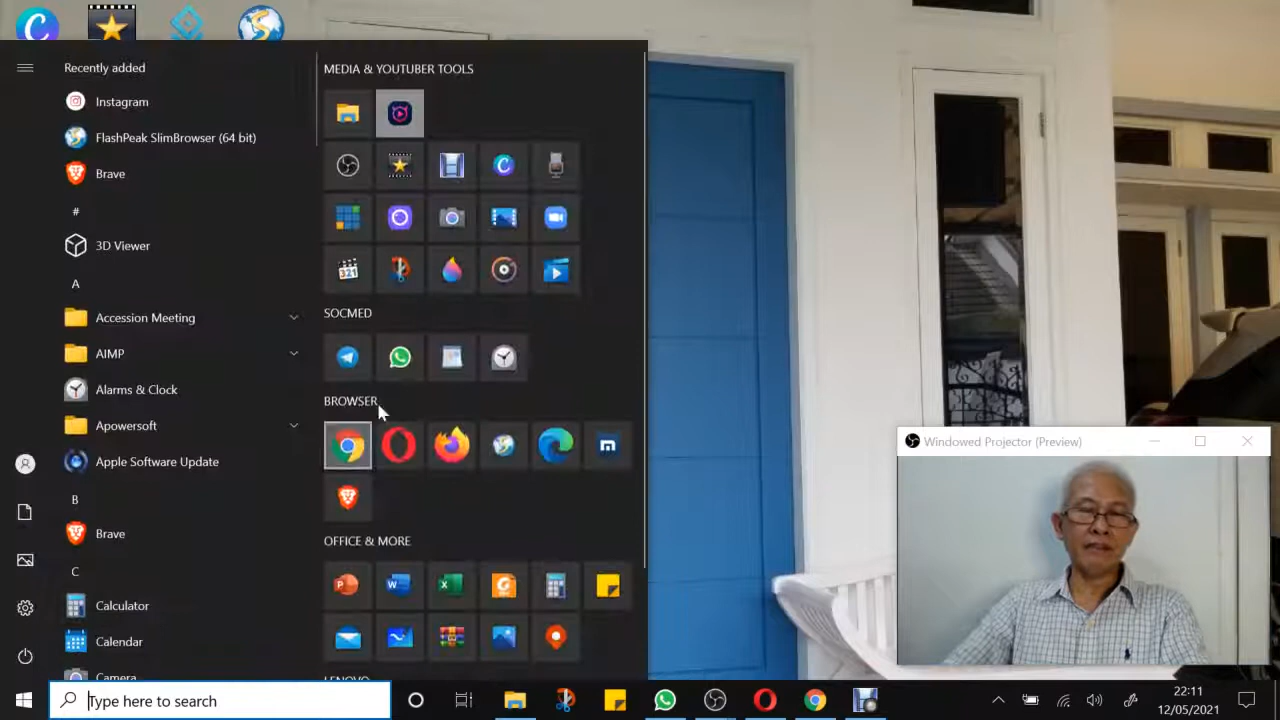 Recently added
Instagram
FlashPeak SlimBrowser (64 bit)
Brave
#
3D Viewer
A
Accession Meeting
AIMP
Alarms & Clock
Apowersoft
Apple Software Update
B
Brave
C
Calculator
Calendar
Camera
MEDIA & YOUTUBER TOOLS
321
SOCMED
BROWSER
OFFICE & MORE
LENOVO
Windowed Projector (Preview)
Type here to search
22:11
12/05/2021